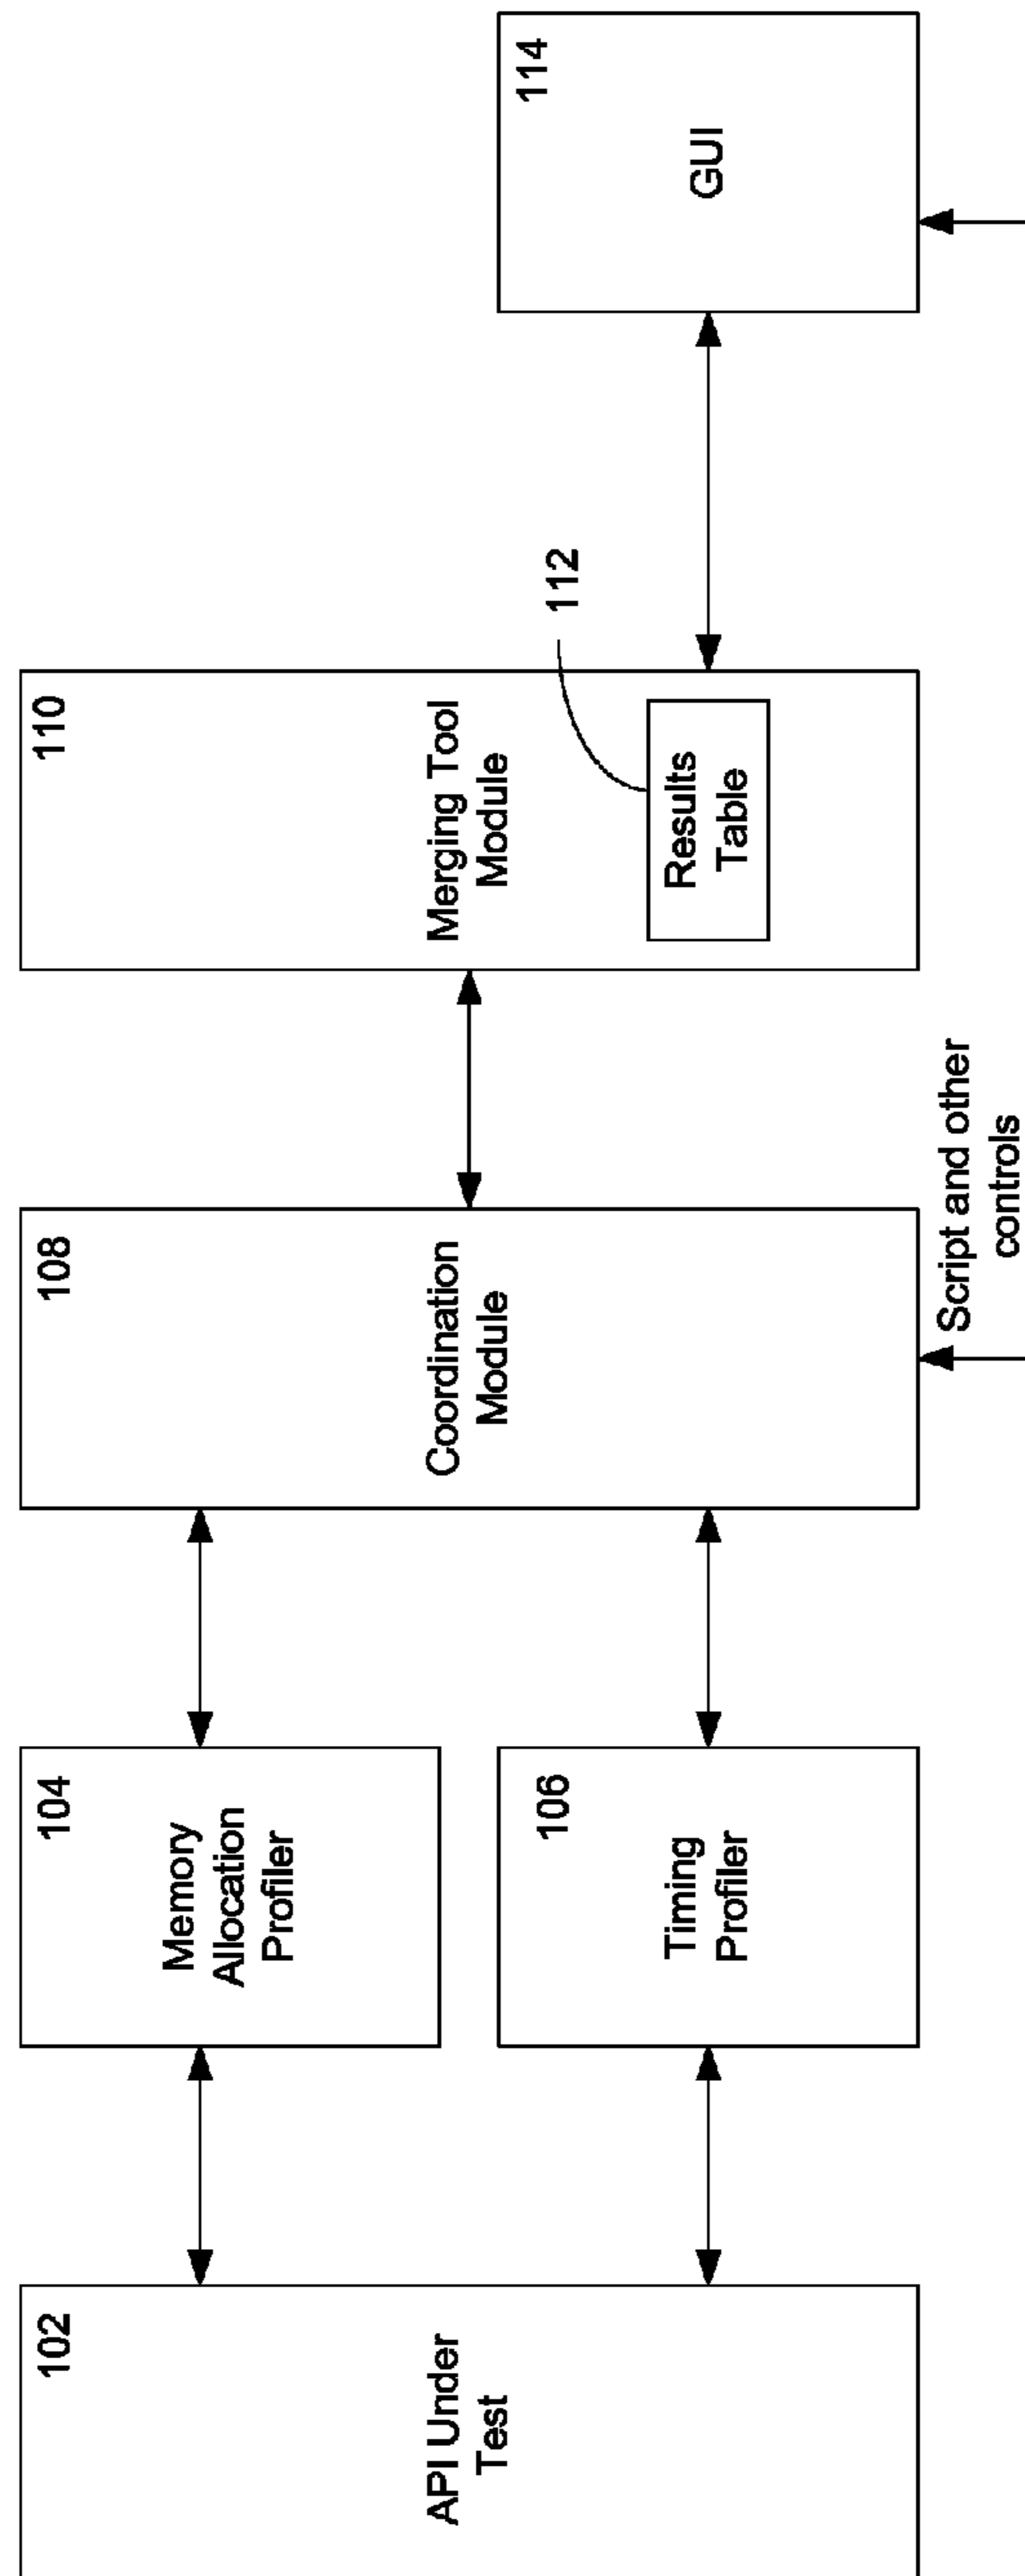 102
API Under
Test
104
Memory
Allocation
Profiler
106
Timing
Profiler
108
Coordination
Module
110
Merging Tool
Module
112
Results
Table
114
GUI
Script and other
controls